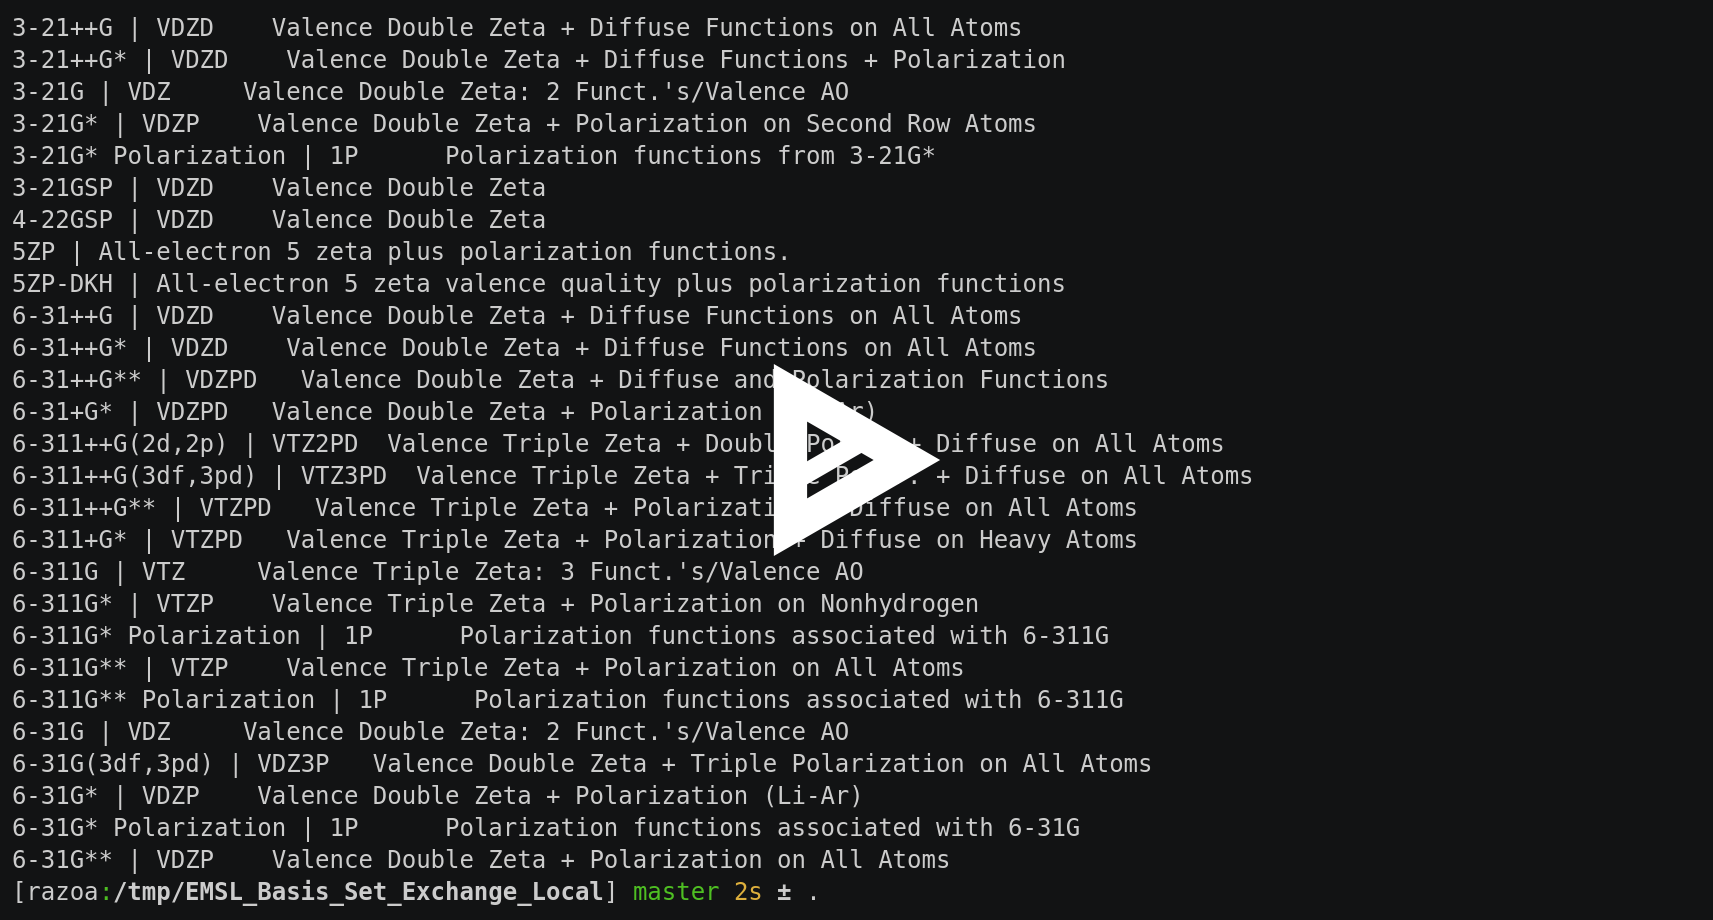 3-21++G | VDZD    Valence Double Zeta + Diffuse Functions on All Atoms
3-21++G* | VDZD    Valence Double Zeta + Diffuse Functions + Polarization
3-21G | VDZ     Valence Double Zeta: 2 Funct.'s/Valence AO
3-21G* | VDZP    Valence Double Zeta + Polarization on Second Row Atoms
3-21G* Polarization | 1P      Polarization functions from 3-21G*
3-21GSP | VDZD    Valence Double Zeta
4-22GSP | VDZD    Valence Double Zeta
5ZP | All-electron 5 zeta plus polarization functions.
5ZP-DKH | All-electron 5 zeta valence quality plus polarization functions
6-31++G | VDZD    Valence Double Zeta + Diffuse Functions on All Atoms
6-31++G* | VDZD    Valence Double Zeta + Diffuse Functions on All Atoms
6-31++G** | VDZPD   Valence Double Zeta + Diffuse and Polarization Functions
6-31+G* | VDZPD   Valence Double Zeta + Polarization
6-311++G(2d,2p) | VTZ2PD  Valence Triple Zeta + Double + Diffuse on All Atoms
6-311++G(3df,3pd) | VTZ3PD  Valence Triple Zeta + + Diffuse on All Atoms
6-311++G** | VTZPD   Valence Triple Zeta + Polarization Diffuse on All Atoms
6-311+G* | VTZPD   Valence Triple Zeta + Polarization + Diffuse on Heavy Atoms
6-311G | VTZ     Valence Triple Zeta: 3 Funct.'s/Valence AO
6-311G* | VTZP    Valence Triple Zeta + Polarization on Nonhydrogen
6-311G* Polarization | 1P      Polarization functions associated with 6-311G
6-311G** | VTZP    Valence Triple Zeta + Polarization on All Atoms
6-311G** Polarization | 1P      Polarization functions associated with 6-311G
6-31G | VDZ     Valence Double Zeta: 2 Funct.'s/Valence AO
6-31G(3df,3pd) | VDZ3P   Valence Double Zeta + Triple Polarization on All Atoms
6-31G* | VDZP    Valence Double Zeta + Polarization (Li-Ar)
6-31G* Polarization | 1P      Polarization functions associated with 6-31G
6-31G** | VDZP    Valence Double Zeta + Polarization on All Atoms
[razoa:/tmp/EMSL_Basis_Set_Exchange_Local] master 2s ± .